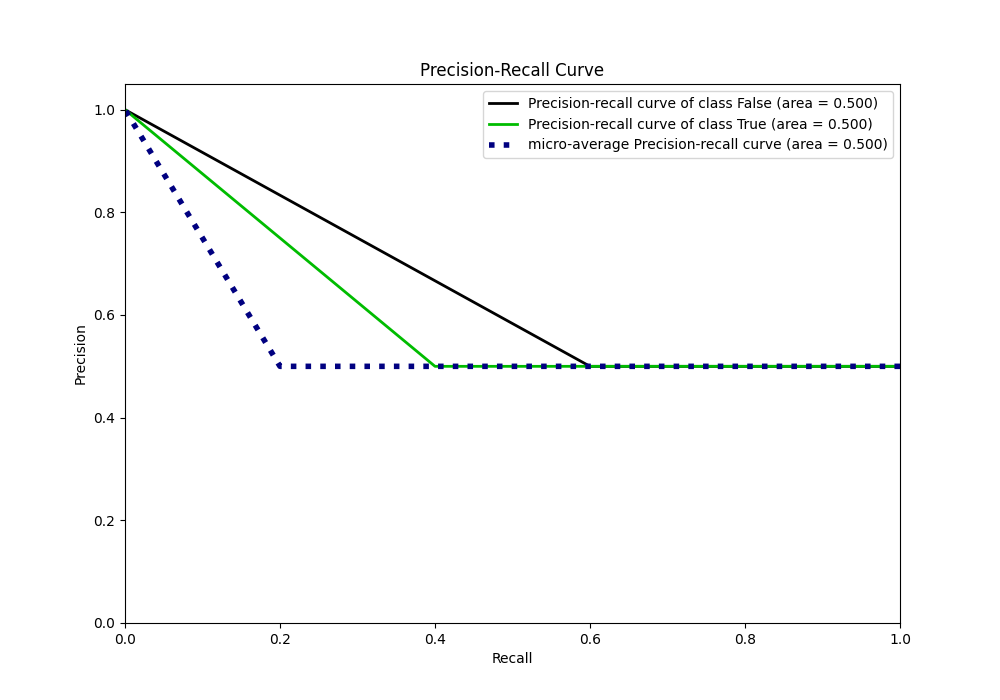 Precision-Recall Curve
Precision-recall curve of class False (area = 0.500)
Precision-recall curve of class True (area = 0.500)
micro-average Precision-recall curve (area = 0.500)
Precision
1.0
0.8
0.6
0.4
0.2
0.0
0.0 0.2 0.4 0.6 0.8 1.0
Recall